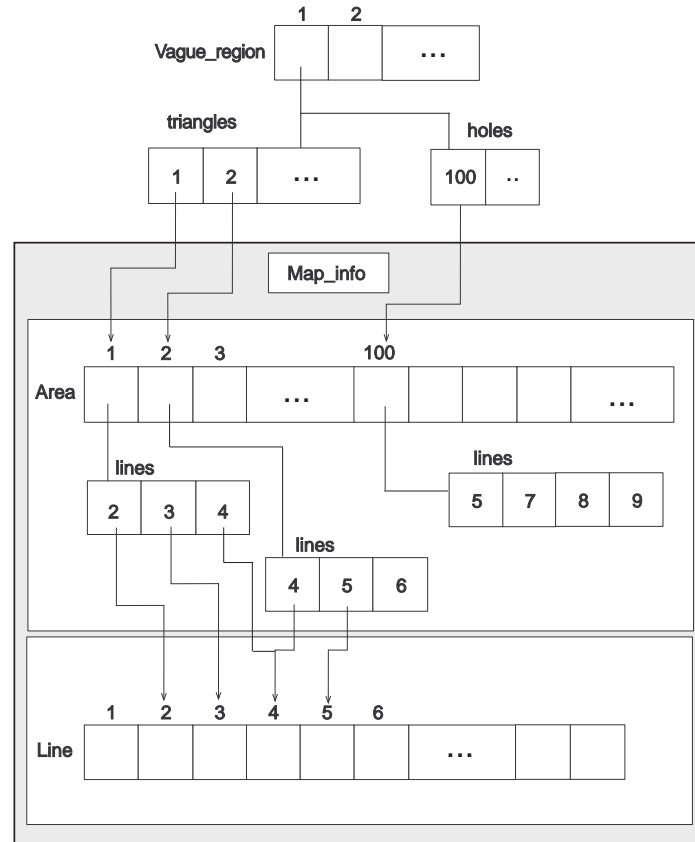 1 2
Vague_region ...
triangles holes
1 2 ... 100 ..
Map_info
1 2 3 100
Area ... ...
lines lines
2 3 4 5 7 8 9
lines
4 5 6
1 2 3 4 5 6
Line ...